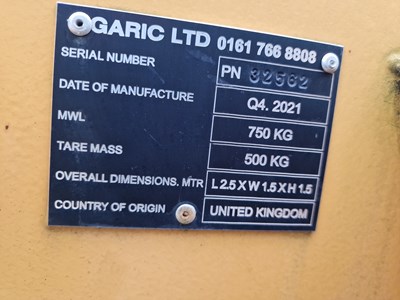 GARIC LTD 0161 766 8808
SERIAL NUMBER PN 32562
DATE OF MANUFACTURE Q4. 2021
MWL 750 KG
TARE MASS 500 KG
OVERALL DIMENSIONS. MTR L 2.5 X W 1.5 X H 1.5
COUNTRY OF ORIGIN UNITED KINGDOM